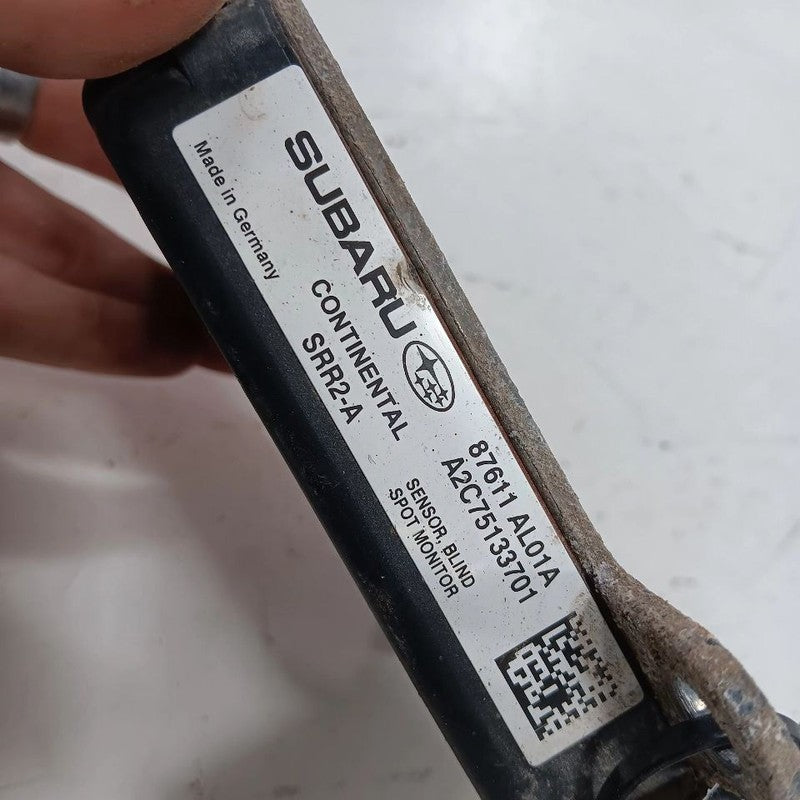 SUBARU
CONTINENTAL
SRR2-A
Made in Germany
87611 AL01A
A2C75133701
SENSOR, BLIND
SPOT MONITOR